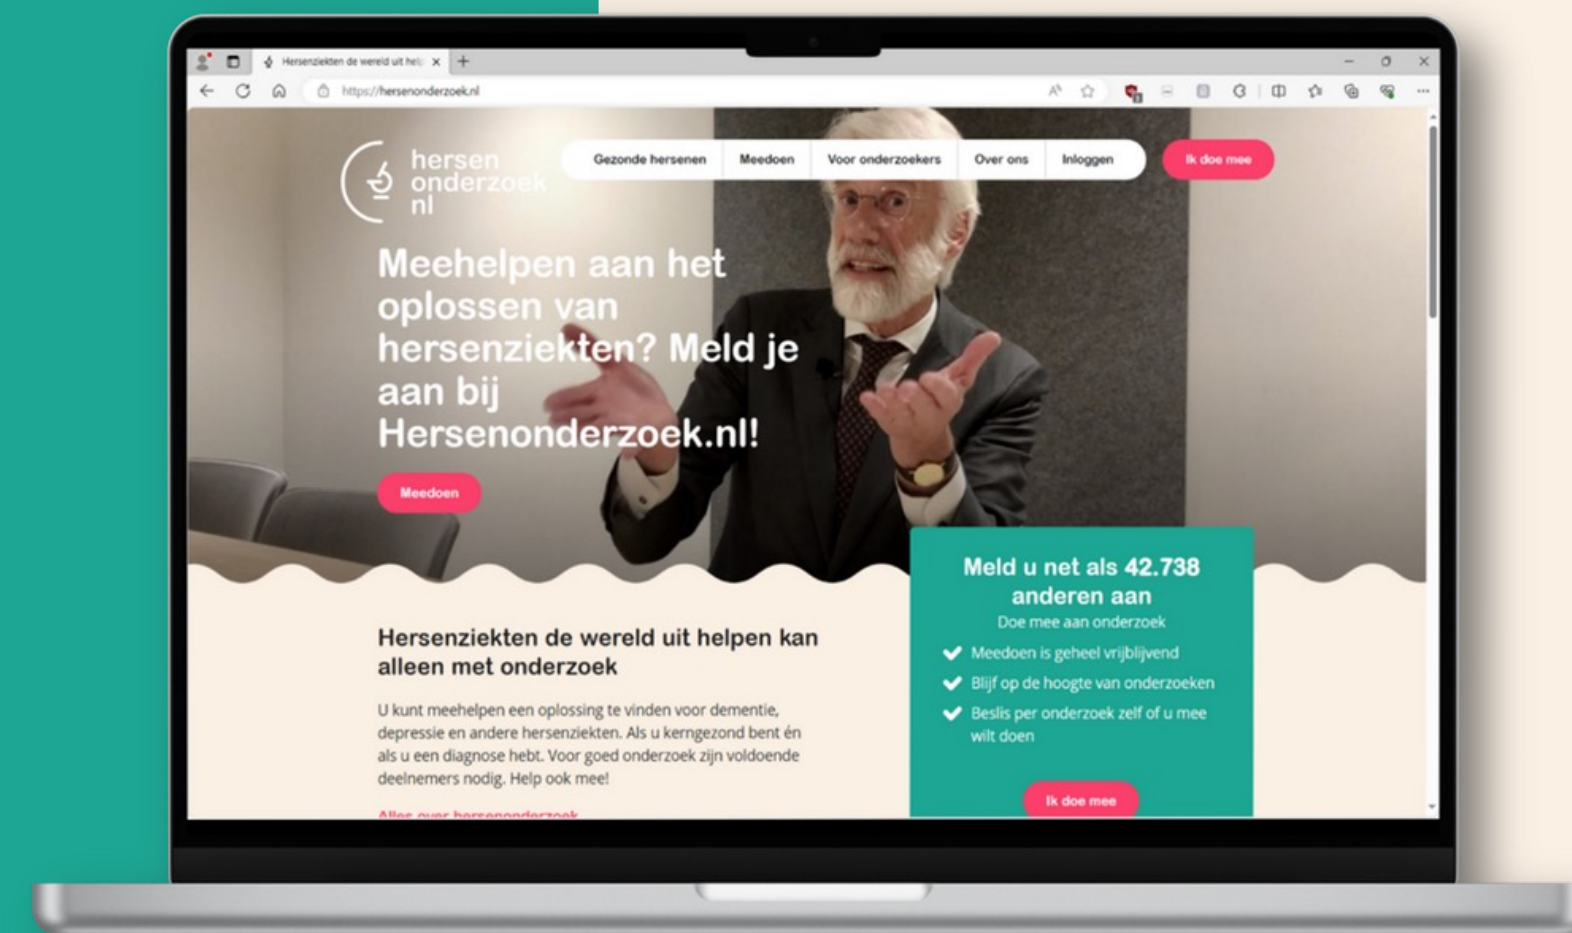 Hersenziekten de wereld uit help
https://hersenonderzoek.nl
hersen
onderzoek
nl
Gezonde hersenen
Meedoen
Voor onderzoekers
Over ons
Inloggen
Ik doe mee
Meehelpen aan het
oplossen van
hersenziekten? Meld je
aan bij
Hersenonderzoek.nl!
Meedoen
Hersenziekten de wereld uit helpen kan
alleen met onderzoek
U kunt meehelpen een oplossing te vinden voor dementie,
depressie en andere hersenziekten. Als u kerngezond bent én
als u een diagnose hebt. Voor goed onderzoek zijn voldoende
deelnemers nodig. Help ook mee!
Alles over hersenonderzoek
Meld u net als 42.738
anderen aan
Doe mee aan onderzoek
Meedoen is geheel vrijblijvend
Blijf op de hoogte van onderzoeken
Beslis per onderzoek zelf of u mee
wilt doen
Ik doe mee